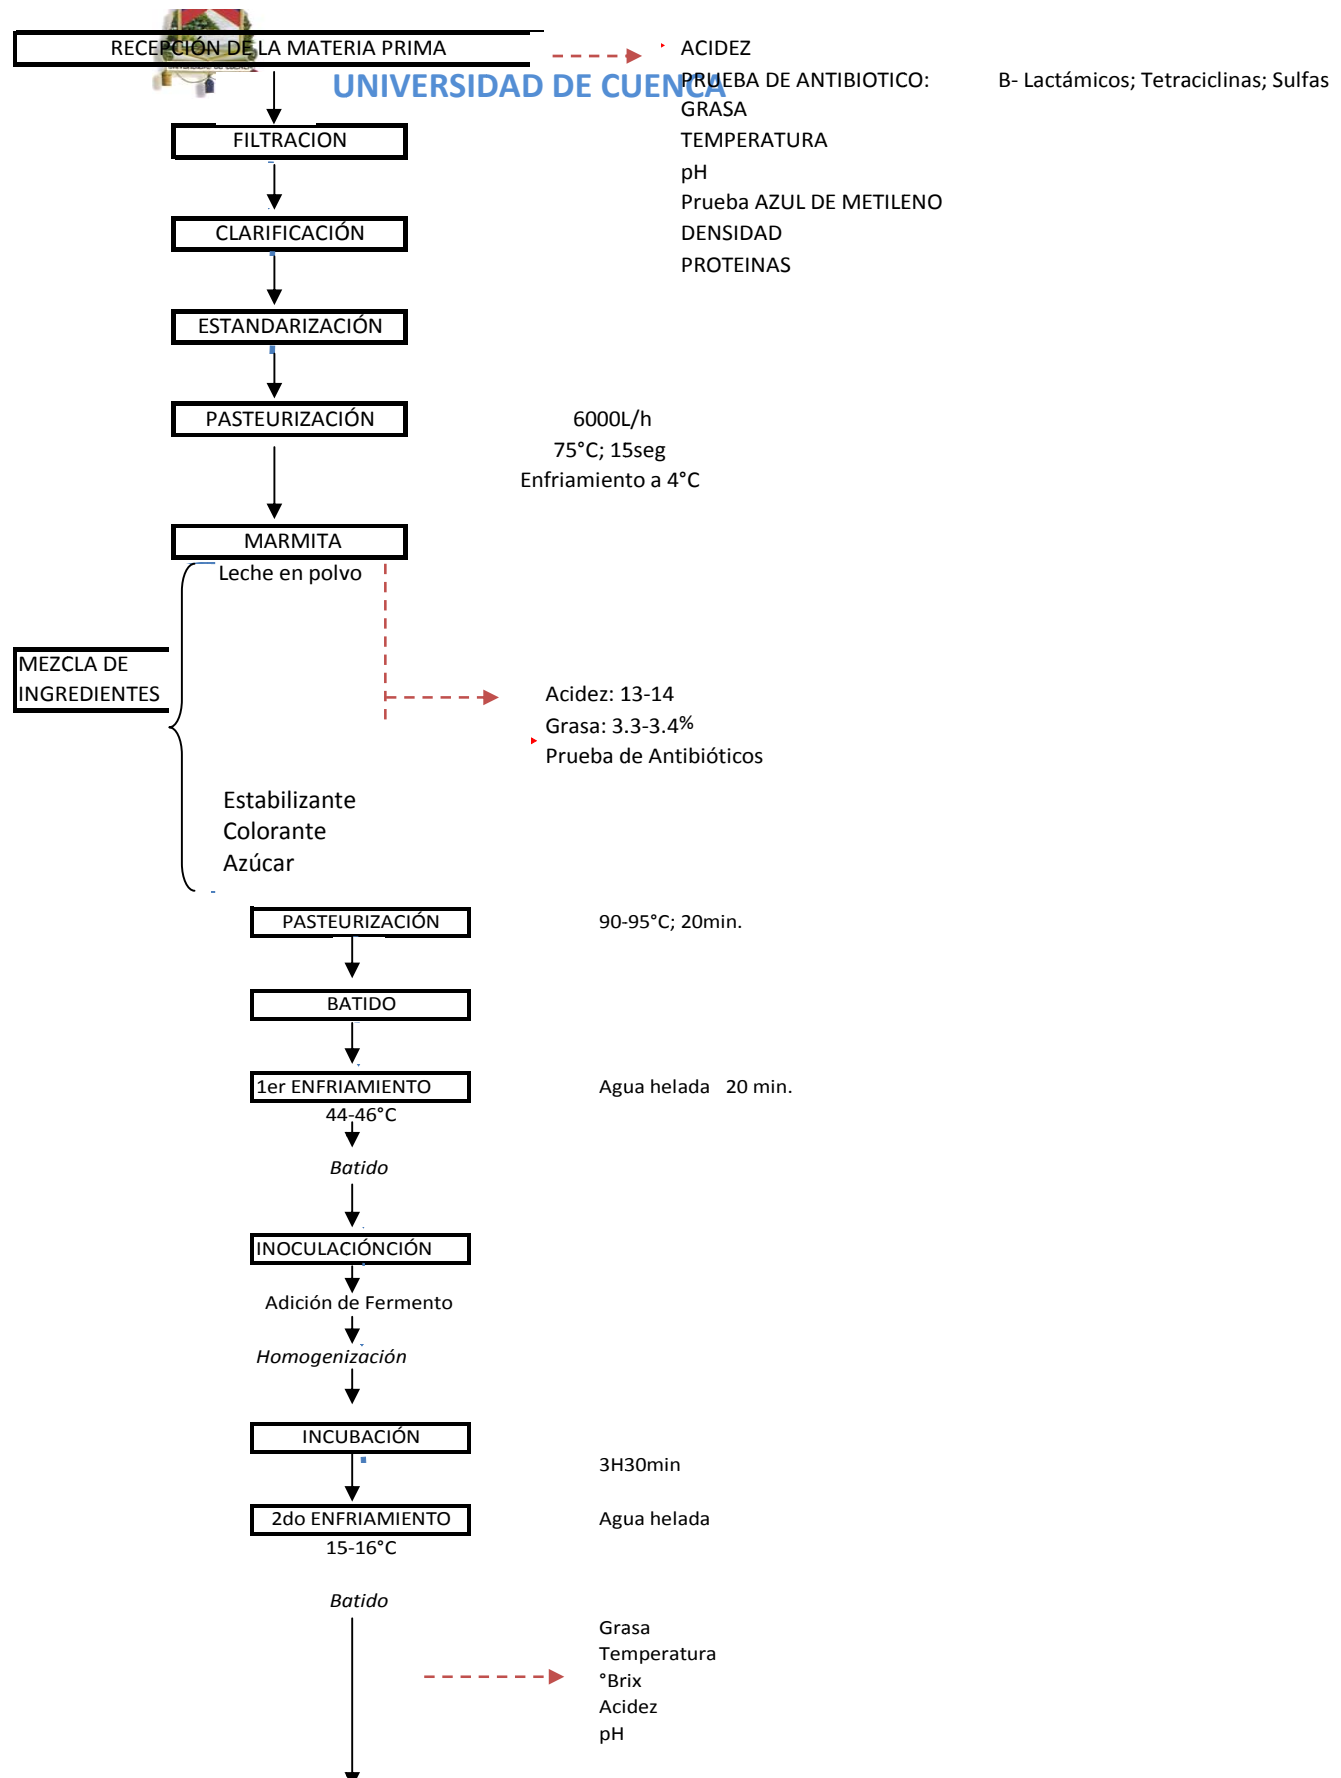 RECEPCIÓN DE LA MATERIA PRIMA
ACIDEZ
UNIVERSIDAD DE CUENCA
PRUEBA DE ANTIBIOTICO: B- Lactámicos; Tetraciclinas; Sulfas
GRASA
FILTRACION
TEMPERATURA
pH
Prueba AZUL DE METILENO
CLARIFICACIÓN
DENSIDAD
PROTEINAS
ESTANDARIZACIÓN
PASTEURIZACIÓN
6000L/h
75°C; 15seg
Enfriamiento a 4°C
MARMITA
Leche en polvo
MEZCLA DE
INGREDIENTES
Acidez: 13-14
Grasa: 3.3-3.4%
Prueba de Antibióticos
Estabilizante
Colorante
Azúcar
PASTEURIZACIÓN
90-95°C; 20min.
BATIDO
1er ENFRIAMIENTO
Agua helada 20 min.
44-46°C
Batido
INOCULACIÓNCIÓN
Adición de Fermento
Homogenización
INCUBACIÓN
3H30min
2do ENFRIAMIENTO
Agua helada
15-16°C
Batido
Grasa
Temperatura
°Brix
Acidez
pH